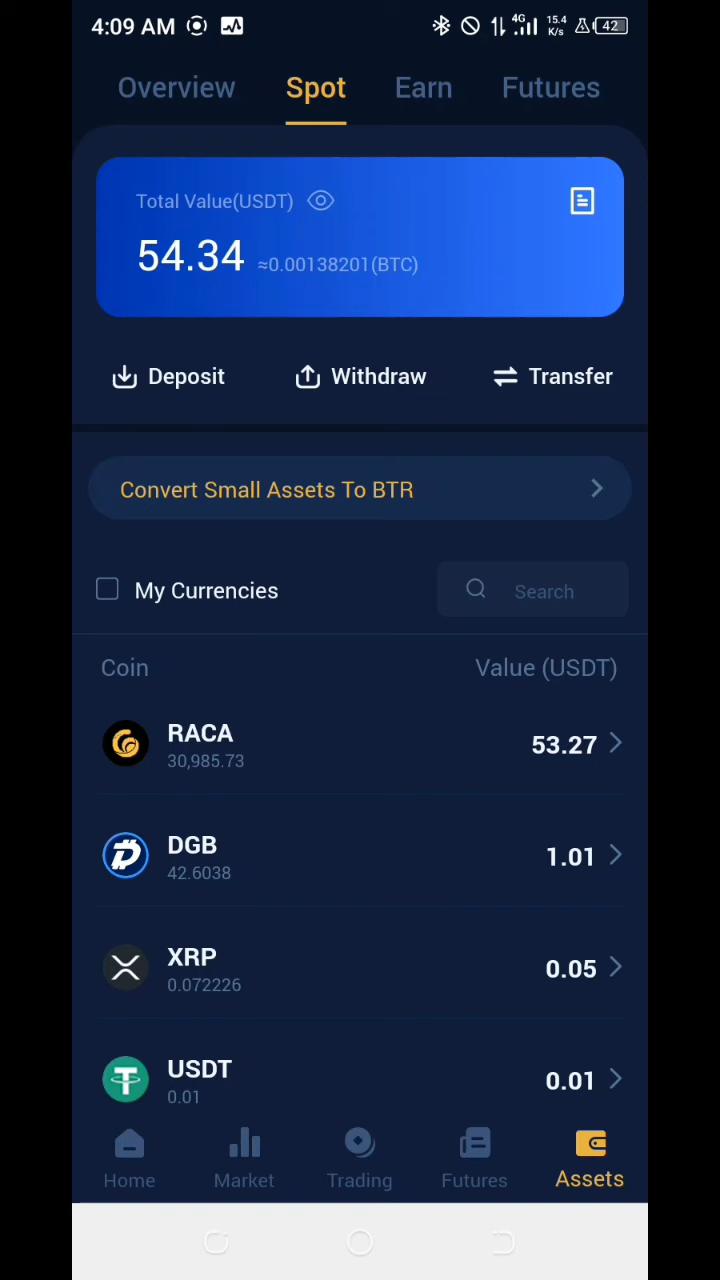 4:09 AM 4G 15.4 K/s 42
Overview Spot Earn Futures
Total Value(USDT)
54.34 ≈0.00138201(BTC)
Deposit Withdraw Transfer
Convert Small Assets To BTR
My Currencies Search
Coin Value (USDT)
RACA
30,985.73
53.27
DGB
42.6038
1.01
XRP
0.072226
0.05
USDT
0.01
0.01
Home Market Trading Futures Assets